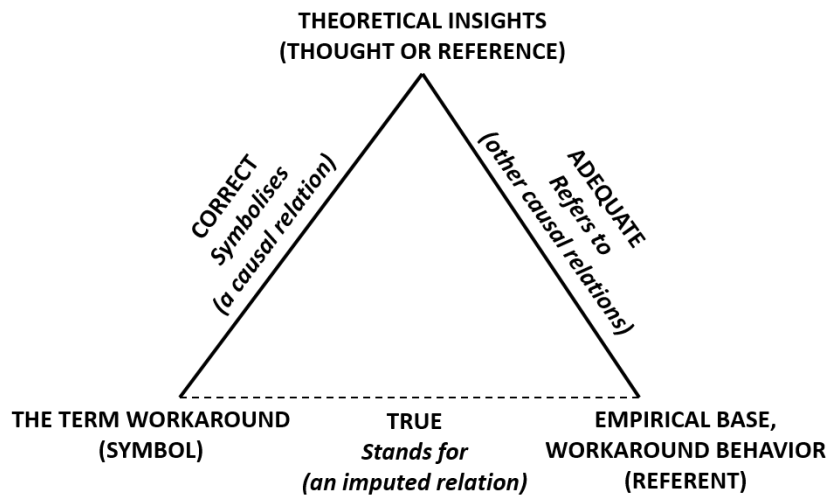 THEORETICAL INSIGHTS
(THOUGHT OR REFERENCE)
CORRECT
Symbolises
(a causal relation)
ADEQUATE
Refers to
(other causal relations)
THE TERM WORKAROUND
(SYMBOL)
TRUE
Stands for
(an imputed relation)
EMPIRICAL BASE,
WORKAROUND BEHAVIOR
(REFERENT)